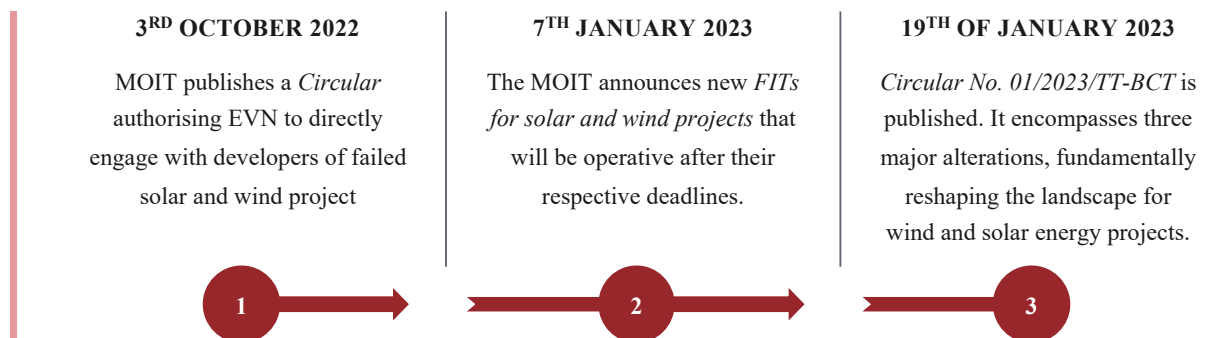 3RD OCTOBER 2022
MOIT publishes a Circular
authorising EVN to directly
engage with developers of failed
solar and wind project
1
7TH JANUARY 2023
The MOIT announces new FITs
for solar and wind projects that
will be operative after their
respective deadlines.
2
19TH OF JANUARY 2023
Circular No. 01/2023/TT-BCT is
published. It encompasses three
major alterations, fundamentally
reshaping the landscape for
wind and solar energy projects.
3